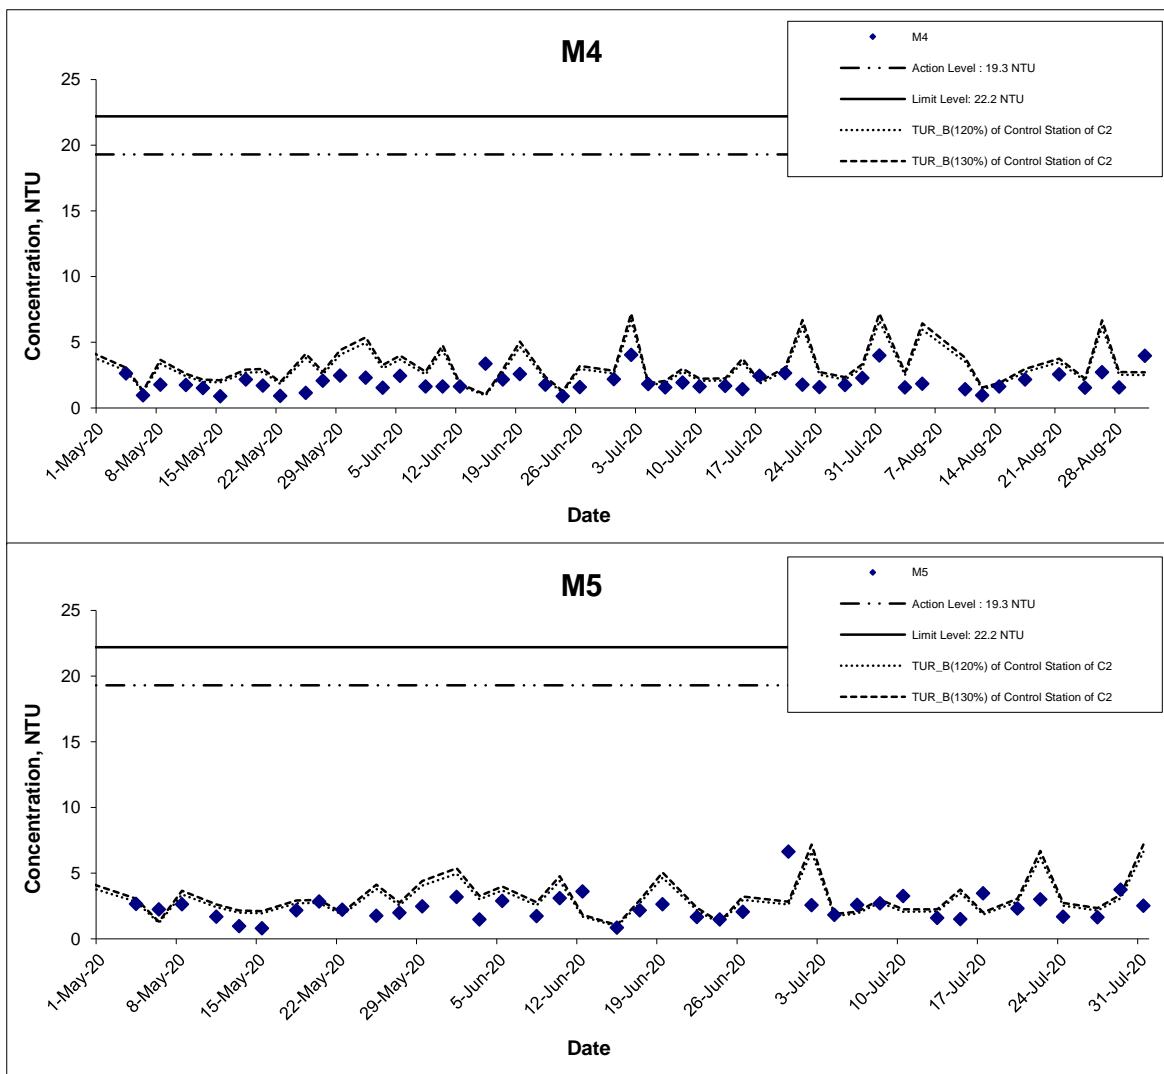 M4
M4
Action Level : 19.3 NTU
Limit Level: 22.2 NTU
TUR_B(120%) of Control Station of C2
TUR_B(130%) of Control Station of C2
Concentration, NTU
25
20
15
10
5
0
1-May-20
8-May-20
15-May-20
22-May-20
29-May-20
5-Jun-20
12-Jun-20
19-Jun-20
26-Jun-20
3-Jul-20
10-Jul-20
17-Jul-20
24-Jul-20
31-Jul-20
7-Aug-20
14-Aug-20
21-Aug-20
28-Aug-20
Date
M5
M5
Action Level : 19.3 NTU
Limit Level: 22.2 NTU
TUR_B(120%) of Control Station of C2
TUR_B(130%) of Control Station of C2
Concentration, NTU
25
20
15
10
5
0
1-May-20
8-May-20
15-May-20
22-May-20
29-May-20
5-Jun-20
12-Jun-20
19-Jun-20
26-Jun-20
3-Jul-20
10-Jul-20
17-Jul-20
24-Jul-20
31-Jul-20
Date